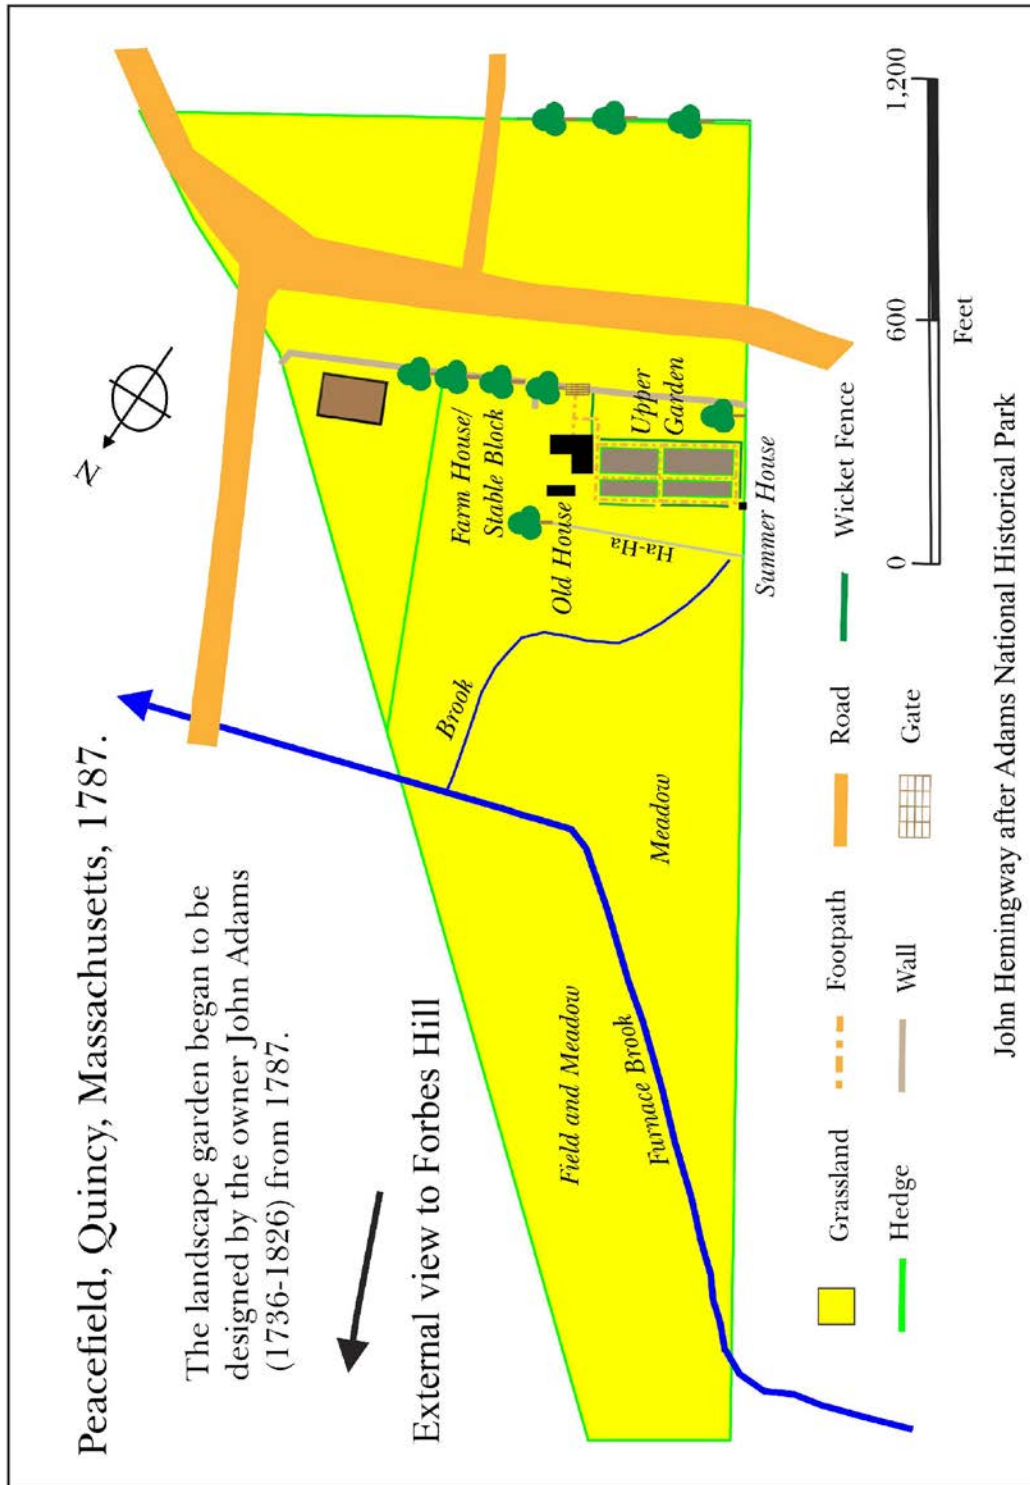 Peacefield, Quincy, Massachusetts, 1787.
The landscape garden began to be
designed by the owner John Adams
(1736-1826) from 1787.
External view to Forbes Hill
N
Farm House/
Stable Block
Brook
Old House
Ha-Ha
Upper
Garden
Field and Meadow
Furnace Brook
Meadow
Summer House
Grassland
Footpath
Road
Wicket Fence
Hedge
Wall
Gate
0
600
1,200
Feet
John Hemingway after Adams National Historical Park